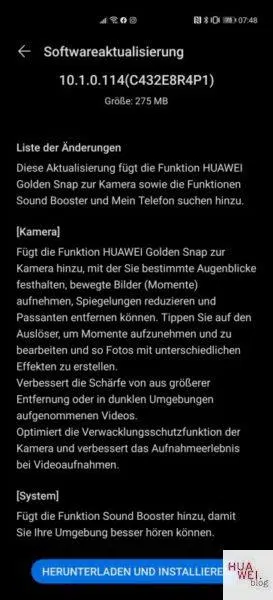 07:48
Softwareaktualisierung
10.1.0.114(C432E8R4P1)
Größe: 275 MB
Liste der Änderungen
Diese Aktualisierung fügt die Funktion HUAWEI
Golden Snap zur Kamera sowie die Funktionen
Sound Booster und Mein Telefon suchen hinzu.
[Kamera]
Fügt die Funktion HUAWEI Golden Snap zur
Kamera hinzu, mit der Sie bestimmte Augenblicke
festhalten, bewegte Bilder (Momente)
aufnehmen, Spiegelungen reduzieren und
Passanten entfernen können. Tippen Sie auf den
Auslöser, um Momente aufzunehmen und zu
bearbeiten und so Fotos mit unterschiedlichen
Effekten zu erstellen.
Verbessert die Schärfe von aus größerer
Entfernung oder in dunklen Umgebungen
aufgenommenen Videos.
Optimiert die Verwacklungsschutzfunktion der
Kamera und verbessert das Aufnahmeerlebnis
bei Videoaufnahmen.
[System]
Fügt die Funktion Sound Booster hinzu, damit
Sie Ihre Umgebung besser hören können.
HERUNTERLADEN UND INSTALLIERE
HUA
WEI.
blog